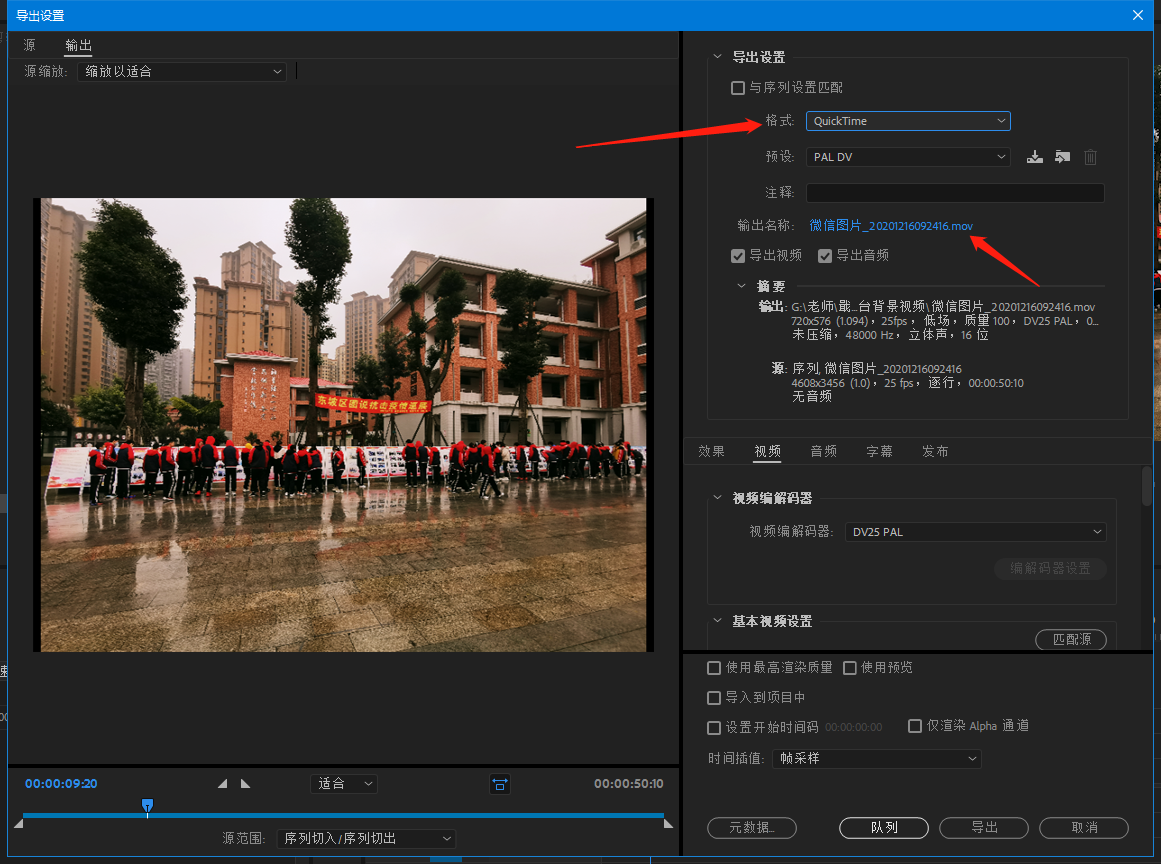 导出设置
源 输出
源缩放: 缩放以适合
东坡区团设抗击疫情巡展
00:00:09:20 适合 00:00:50:10
源范围: 序列切入/序列切出
导出设置
与序列设置匹配
格式: QuickTime
预设: PAL DV
注释:
输出名称: 微信图片_20201216092416.mov
导出视频 导出音频
摘要
输出: G:\老师\戢...台背景视频\微信图片_20201216092416.mov
720x576 (1.094)，25fps，低场，质量 100，DV25 PAL，0...
未压缩，48000 Hz，立体声，16 位
源: 序列, 微信图片_20201216092416
4608x3456 (1.0)，25 fps，逐行，00:00:50:10
无音频
效果 视频 音频 字幕 发布
视频编解码器
视频编解码器: DV25 PAL
编解码器设置
基本视频设置
匹配源
使用最高渲染质量 使用预览
导入到项目中
设置开始时间码 00:00:00:00 仅渲染 Alpha 通道
时间插值: 帧采样
元数据... 队列 导出 取消